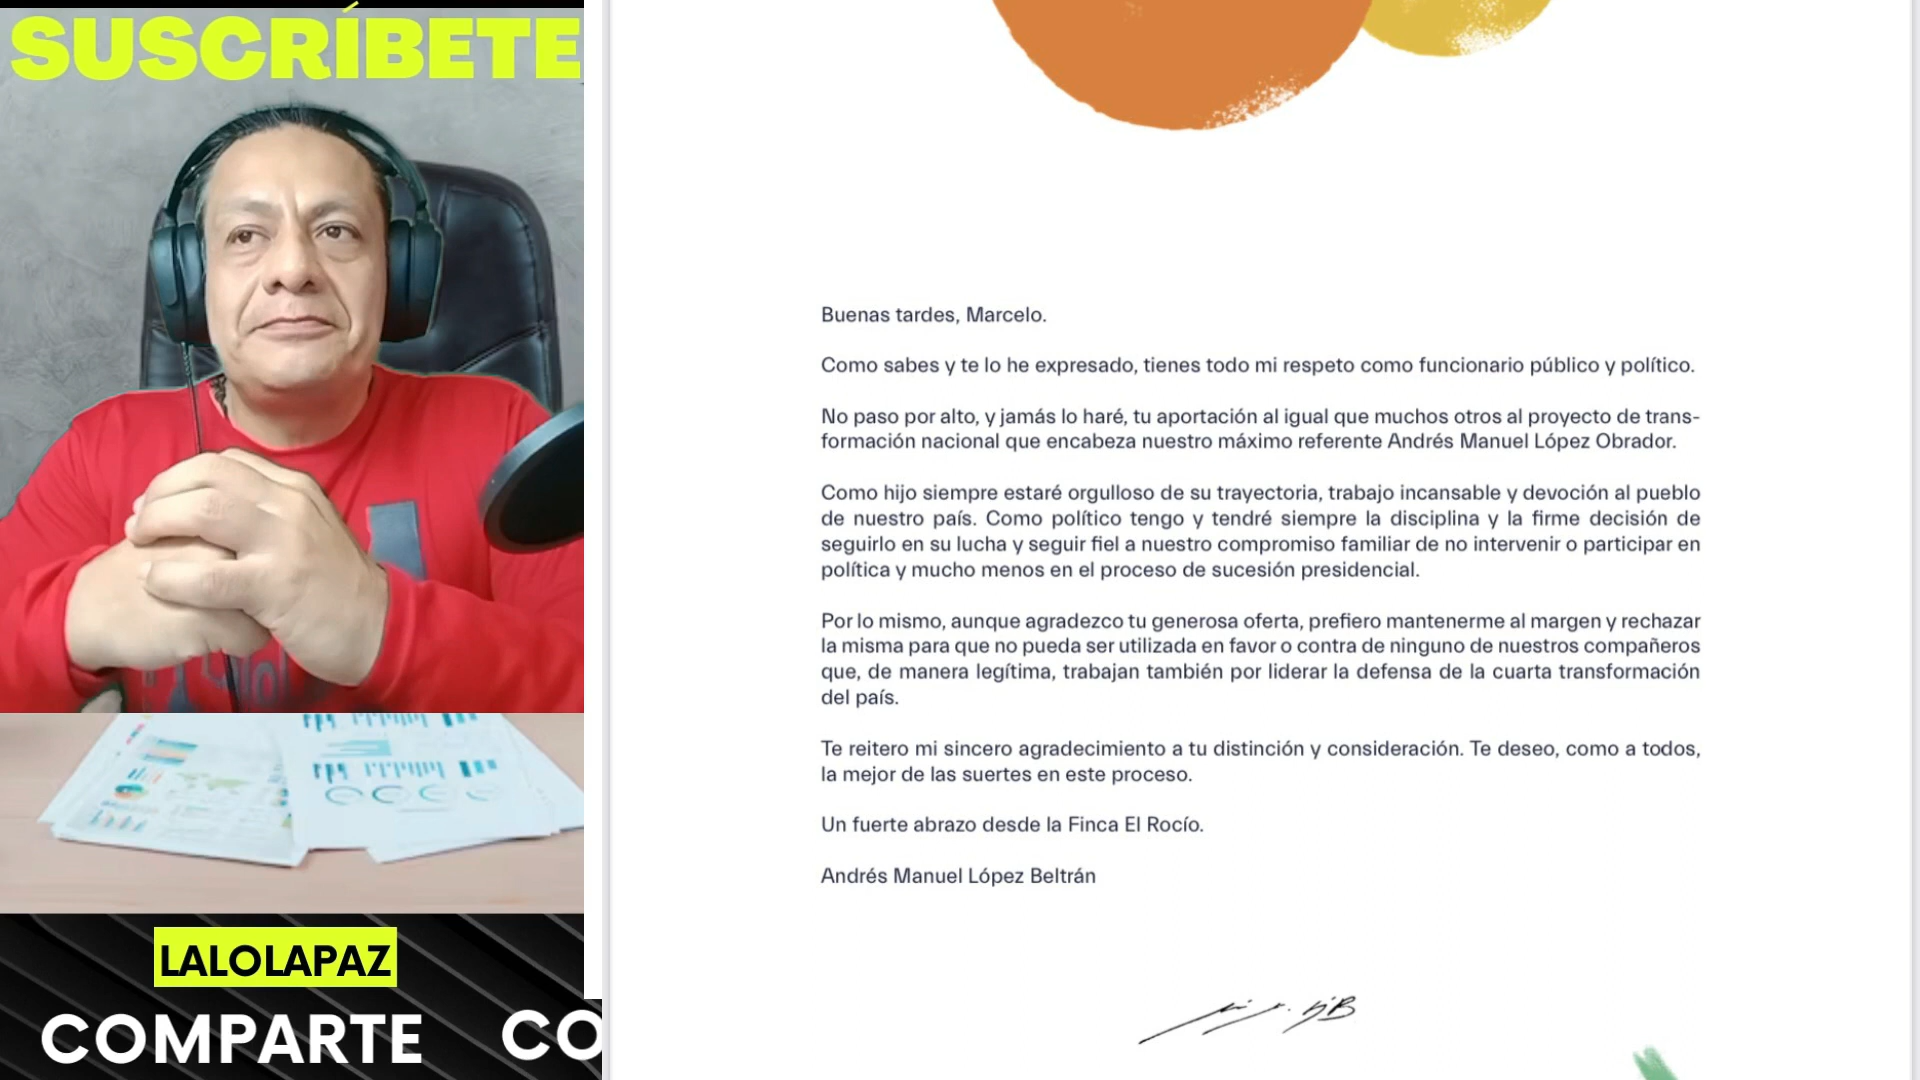 SUSCRÍBETE
LALOLAPAZ
COMPARTE
CO
Buenas tardes, Marcelo.
Como sabes y te lo he expresado, tienes todo mi respeto como funcionario público y político.
No paso por alto, y jamás lo haré, tu aportación al igual que muchos otros al proyecto de trans-
formación nacional que encabeza nuestro máximo referente Andrés Manuel López Obrador.
Como hijo siempre estaré orgulloso de su trayectoria, trabajo incansable y devoción al pueblo
de nuestro país. Como político tengo y tendré siempre la disciplina y la firme decisión de
seguirlo en su lucha y seguir fiel a nuestro compromiso familiar de no intervenir o participar en
política y mucho menos en el proceso de sucesión presidencial.
Por lo mismo, aunque agradezco tu generosa oferta, prefiero mantenerme al margen y rechazar
la misma para que no pueda ser utilizada en favor o contra de ninguno de nuestros compañeros
que, de manera legítima, trabajan también por liderar la defensa de la cuarta transformación
del país.
Te reitero mi sincero agradecimiento a tu distinción y consideración. Te deseo, como a todos,
la mejor de las suertes en este proceso.
Un fuerte abrazo desde la Finca El Rocío.
Andrés Manuel López Beltrán